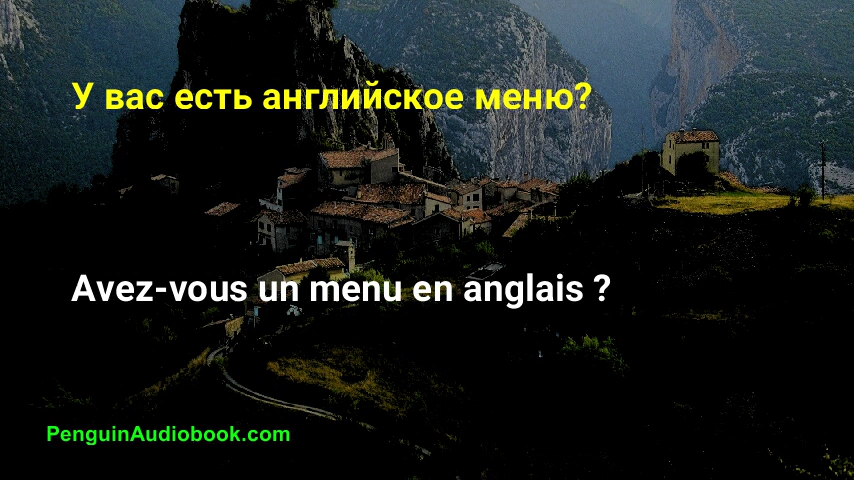 У вас есть английское меню?
Avez-vous un menu en anglais ?
PenguinAudiobook.com